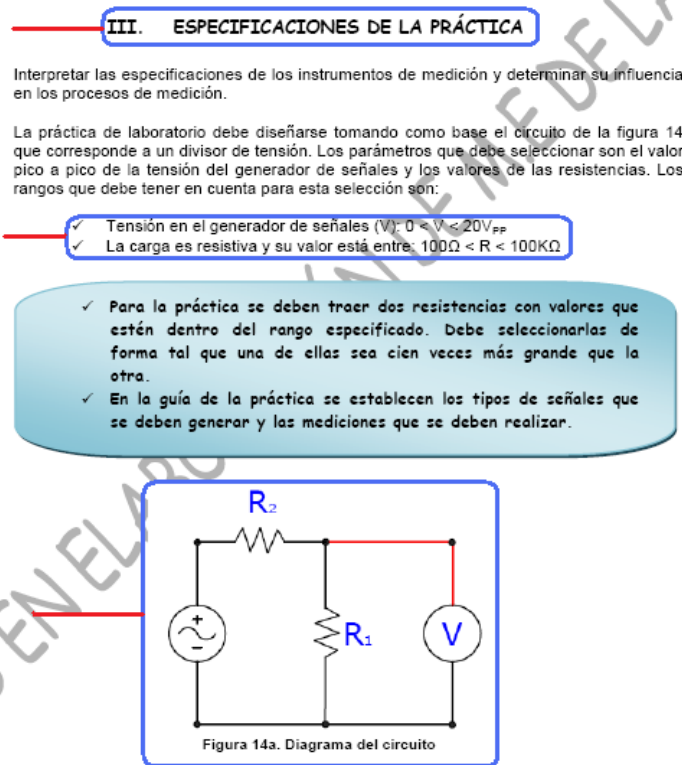 III. ESPECIFICACIONES DE LA PRÁCTICA
Interpretar las especificaciones de los instrumentos de medición y determinar su influencia
en los procesos de medición.
La práctica de laboratorio debe diseñarse tomando como base el circuito de la figura 14
que corresponde a un divisor de tensión. Los parámetros que debe seleccionar son el valor
pico a pico de la tensión del generador de señales y los valores de las resistencias. Los
rangos que debe tener en cuenta para esta selección son:
✓ Tensión en el generador de señales (V): 0 < V < 20Vₚₚ
✓ La carga es resistiva y su valor está entre: 100Ω < R < 100KΩ
✓ Para la práctica se deben traer dos resistencias con valores que
estén dentro del rango especificado. Debe seleccionarlas de
forma tal que una de ellas sea cien veces más grande que la
otra.
✓ En la guía de la práctica se establecen los tipos de señales que
se deben generar y las mediciones que se deben realizar.
R₂
+
R₁
V
−
Figura 14a. Diagrama del circuito